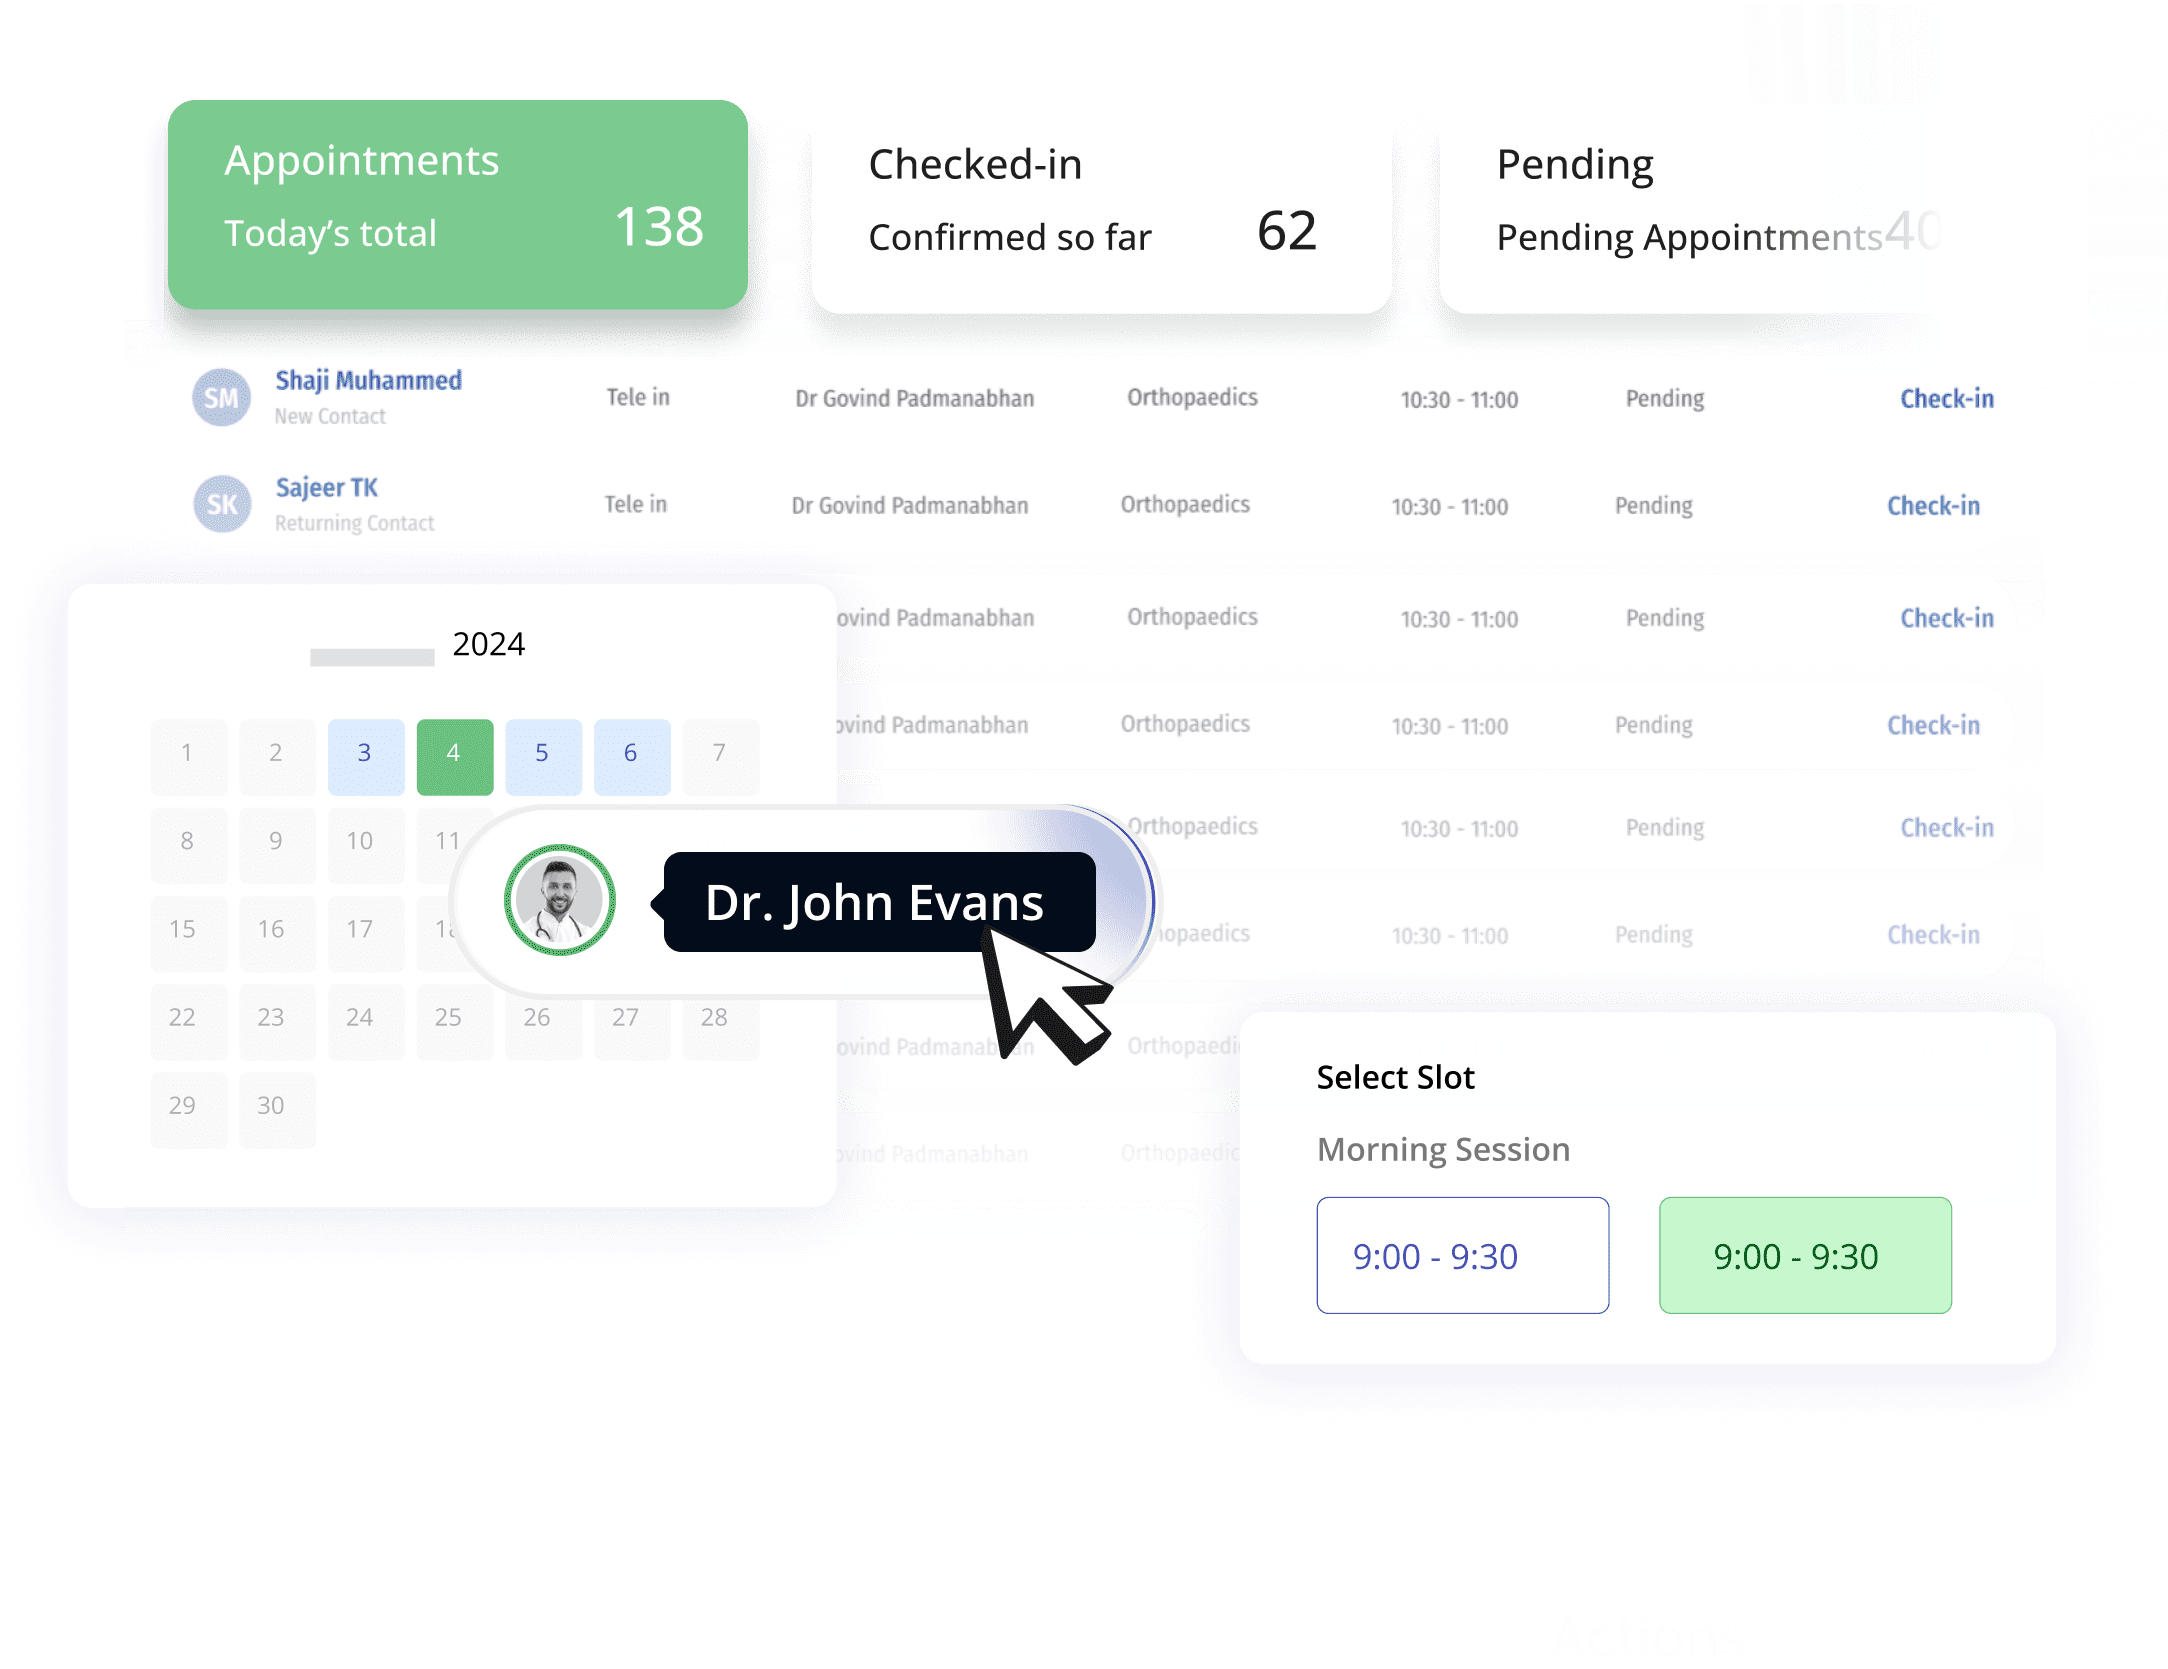 Appointments
Today’s total 138
Checked-in
Confirmed so far 62
Pending
Pending Appointments 40
SM Shaji Muhammed Tele in Dr Govind Padmanabhan Orthopaedics 10:30 - 11:00 Pending Check-in
New Contact
SK Sajeer TK Tele in Dr Govind Padmanabhan Orthopaedics 10:30 - 11:00 Pending Check-in
Returning Contact
ovind Padmanabhan Orthopaedics 10:30 - 11:00 Pending Check-in
ovind Padmanabhan Orthopaedics 10:30 - 11:00 Pending Check-in
Orthopaedics 10:30 - 11:00 Pending Check-in
hopaedics 10:30 - 11:00 Pending Check-in
ovind Padmanabhan Orthopaedi
ovind Padmanabhan Orthopaedic
2024
1 2 3 4 5 6 7
8 9 10 11
15 16 17 18
22 23 24 25 26 27 28
29 30
Dr. John Evans
Select Slot
Morning Session
9:00 - 9:30 9:00 - 9:30